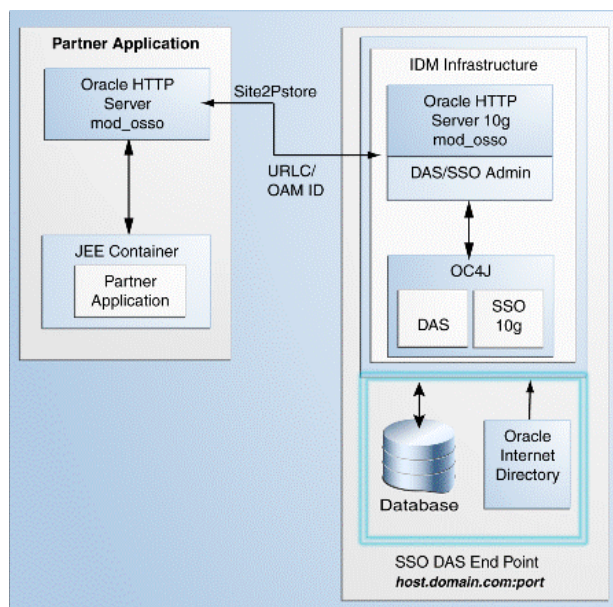 Partner Application
Oracle HTTP
Server
mod_osso
JEE Container
Partner
Application
Site2Pstore
URLC/
OAM ID
IDM Infrastructure
Oracle HTTP
Server 10g
mod_osso
DAS/SSO Admin
OC4J
DAS
SSO
10g
Database
Oracle
Internet
Directory
SSO DAS End Point
host.domain.com:port